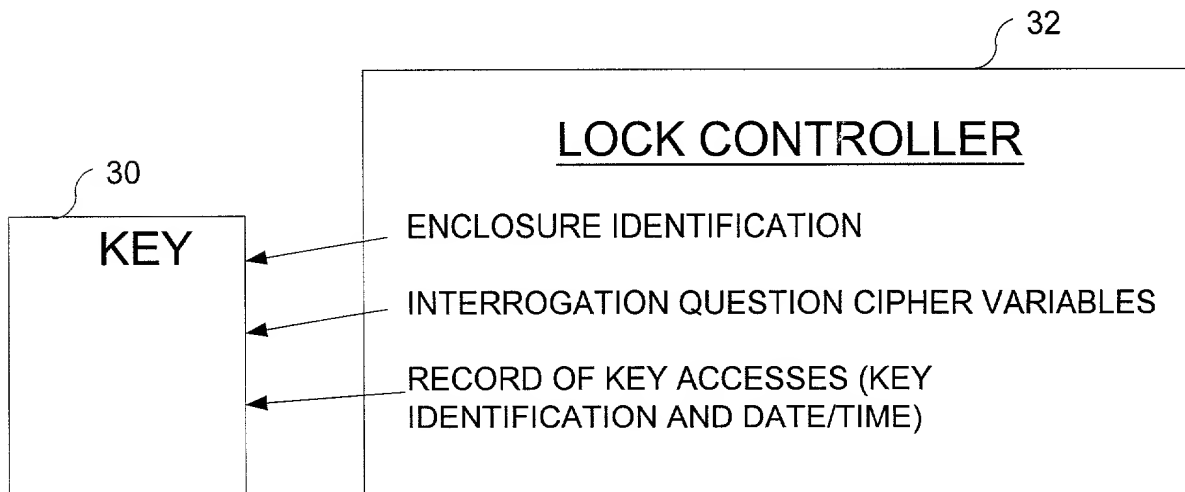 32
LOCK CONTROLLER
30
KEY
ENCLOSURE IDENTIFICATION
INTERROGATION QUESTION CIPHER VARIABLES
RECORD OF KEY ACCESSES (KEY
IDENTIFICATION AND DATE/TIME)